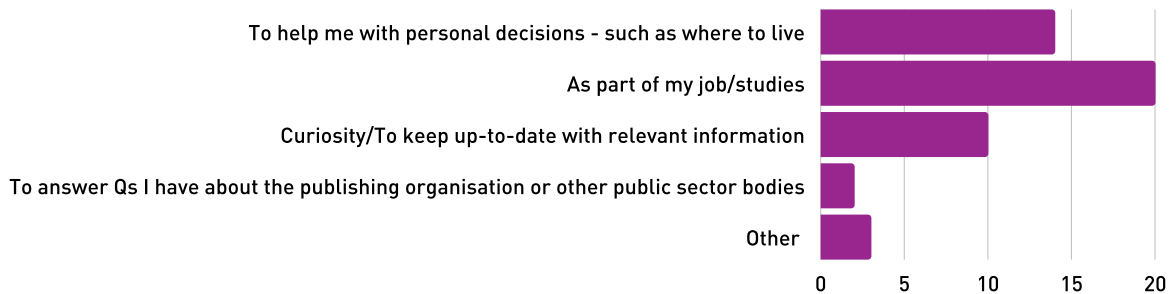 To help me with personal decisions - such as where to live
As part of my job/studies
Curiosity/To keep up-to-date with relevant information
To answer Qs I have about the publishing organisation or other public sector bodies
Other
0 5 10 15 20